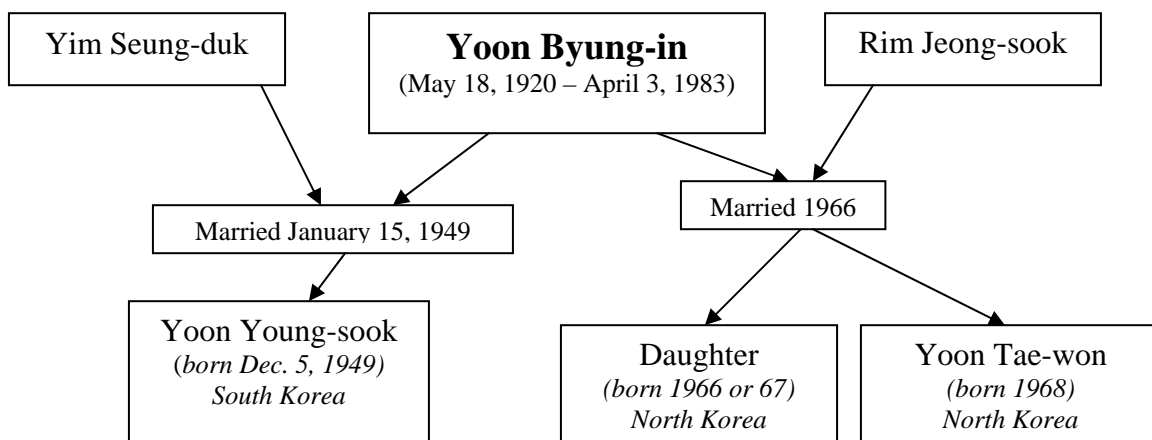 Yim Seung-duk
Yoon Byung-in
(May 18, 1920 – April 3, 1983)
Rim Jeong-sook
Married January 15, 1949
Married 1966
Yoon Young-sook
(born Dec. 5, 1949)
South Korea
Daughter
(born 1966 or 67)
North Korea
Yoon Tae-won
(born 1968)
North Korea